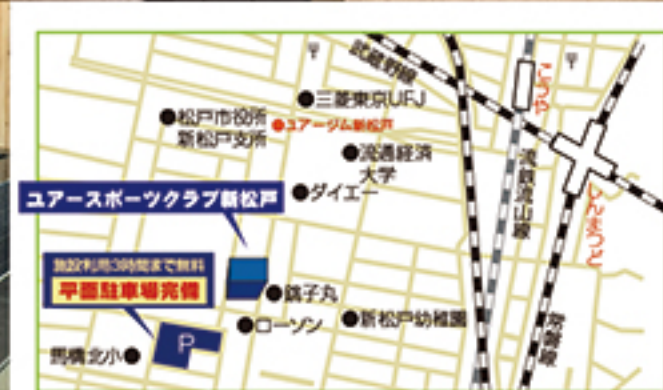 武蔵野線
こうや
三菱東京UFJ
松戸市役所
新松戸支所
ユアージム新松戸
流通経済
大学
流鉄流山線
しんまつど
ダイエー
ユアースポーツクラブ新松戸
施設利用3時間まで無料
平面駐車場完備
銚子丸
ローソン
新松戸幼稚園
常磐線
馬橋北小
P